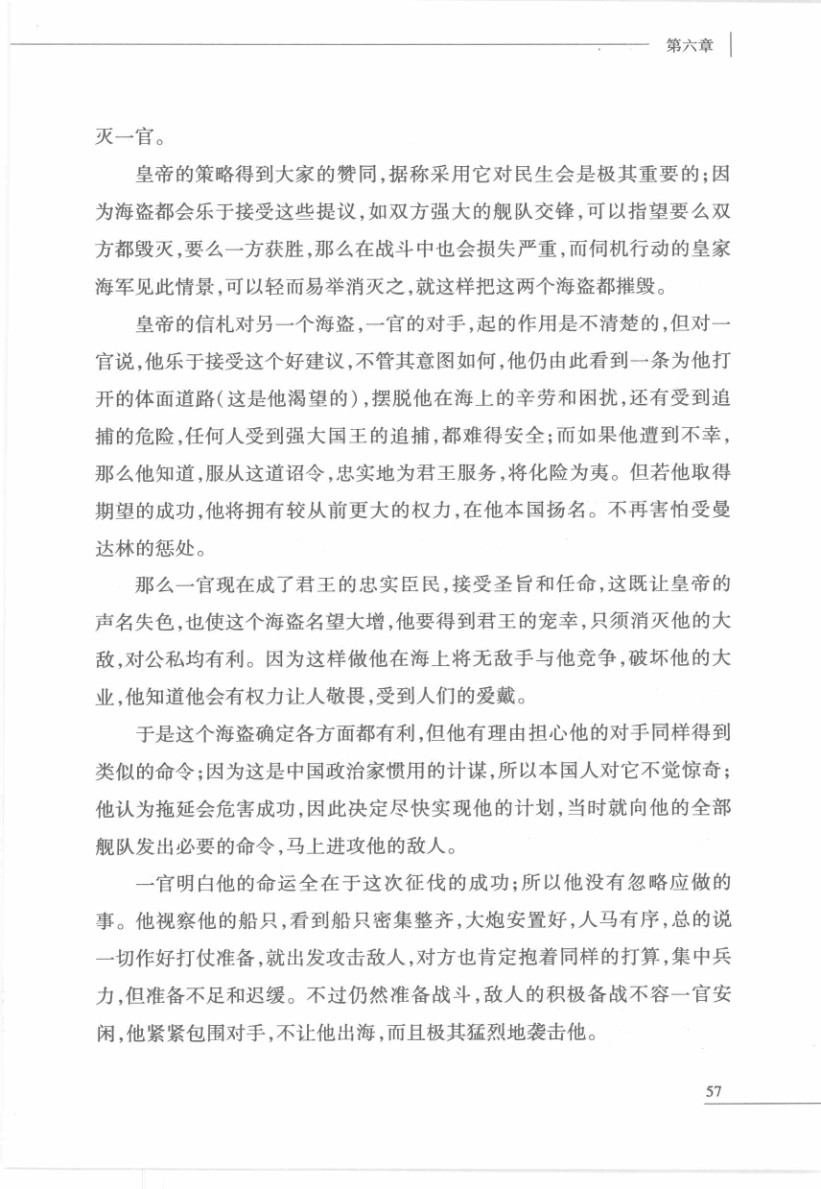 第六章
灭一官。
皇帝的策略得到大家的赞同,据称采用它对民生会是极其重要的;因
为海盗都会乐于接受这些提议,如双方强大的舰队交锋,可以指望要么双
方都毁灭,要么一方获胜,那么在战斗中也会损失严重,而伺机行动的皇家
海军见此情景,可以轻而易举消灭之,就这样把这两个海盗都摧毁。
皇帝的信札对另一个海盗,一官的对手,起的作用是不清楚的,但对一
官说,他乐于接受这个好建议,不管其意图如何,他仍由此看到一条为他打
开的体面道路(这是他渴望的),摆脱他在海上的辛劳和困扰,还有受到追
捕的危险,任何人受到强大国王的追捕,都难得安全;而如果他遭到不幸,
那么他知道,服从这道诏令,忠实地为君王服务,将化险为夷。但若他取得
期望的成功,他将拥有较从前更大的权力,在他本国扬名。不再害怕受曼
达林的惩处。
那么一官现在成了君王的忠实臣民,接受圣旨和任命,这既让皇帝的
声名失色,也使这个海盗名望大增,他要得到君王的宠幸,只须消灭他的大
敌,对公私均有利。因为这样做他在海上将无敌手与他竞争,破坏他的大
业,他知道他会有权力让人敬畏,受到人们的爱戴。
于是这个海盗确定各方面都有利,但他有理由担心他的对手同样得到
类似的命令;因为这是中国政治家惯用的计谋,所以本国人对它不觉惊奇;
他认为拖延会危害成功,因此决定尽快实现他的计划,当时就向他的全部
舰队发出必要的命令,马上进攻他的敌人。
一官明白他的命运全在于这次征伐的成功;所以他没有忽略应做的
事。他视察他的船只,看到船只密集整齐,大炮安置好,人马有序,总的说
一切作好打仗准备,就出发攻击敌人,对方也肯定抱着同样的打算,集中兵
力,但准备不足和迟缓。不过仍然准备战斗,敌人的积极备战不容一官安
闲,他紧紧包围对手,不让他出海,而且极其猛烈地袭击他。
57